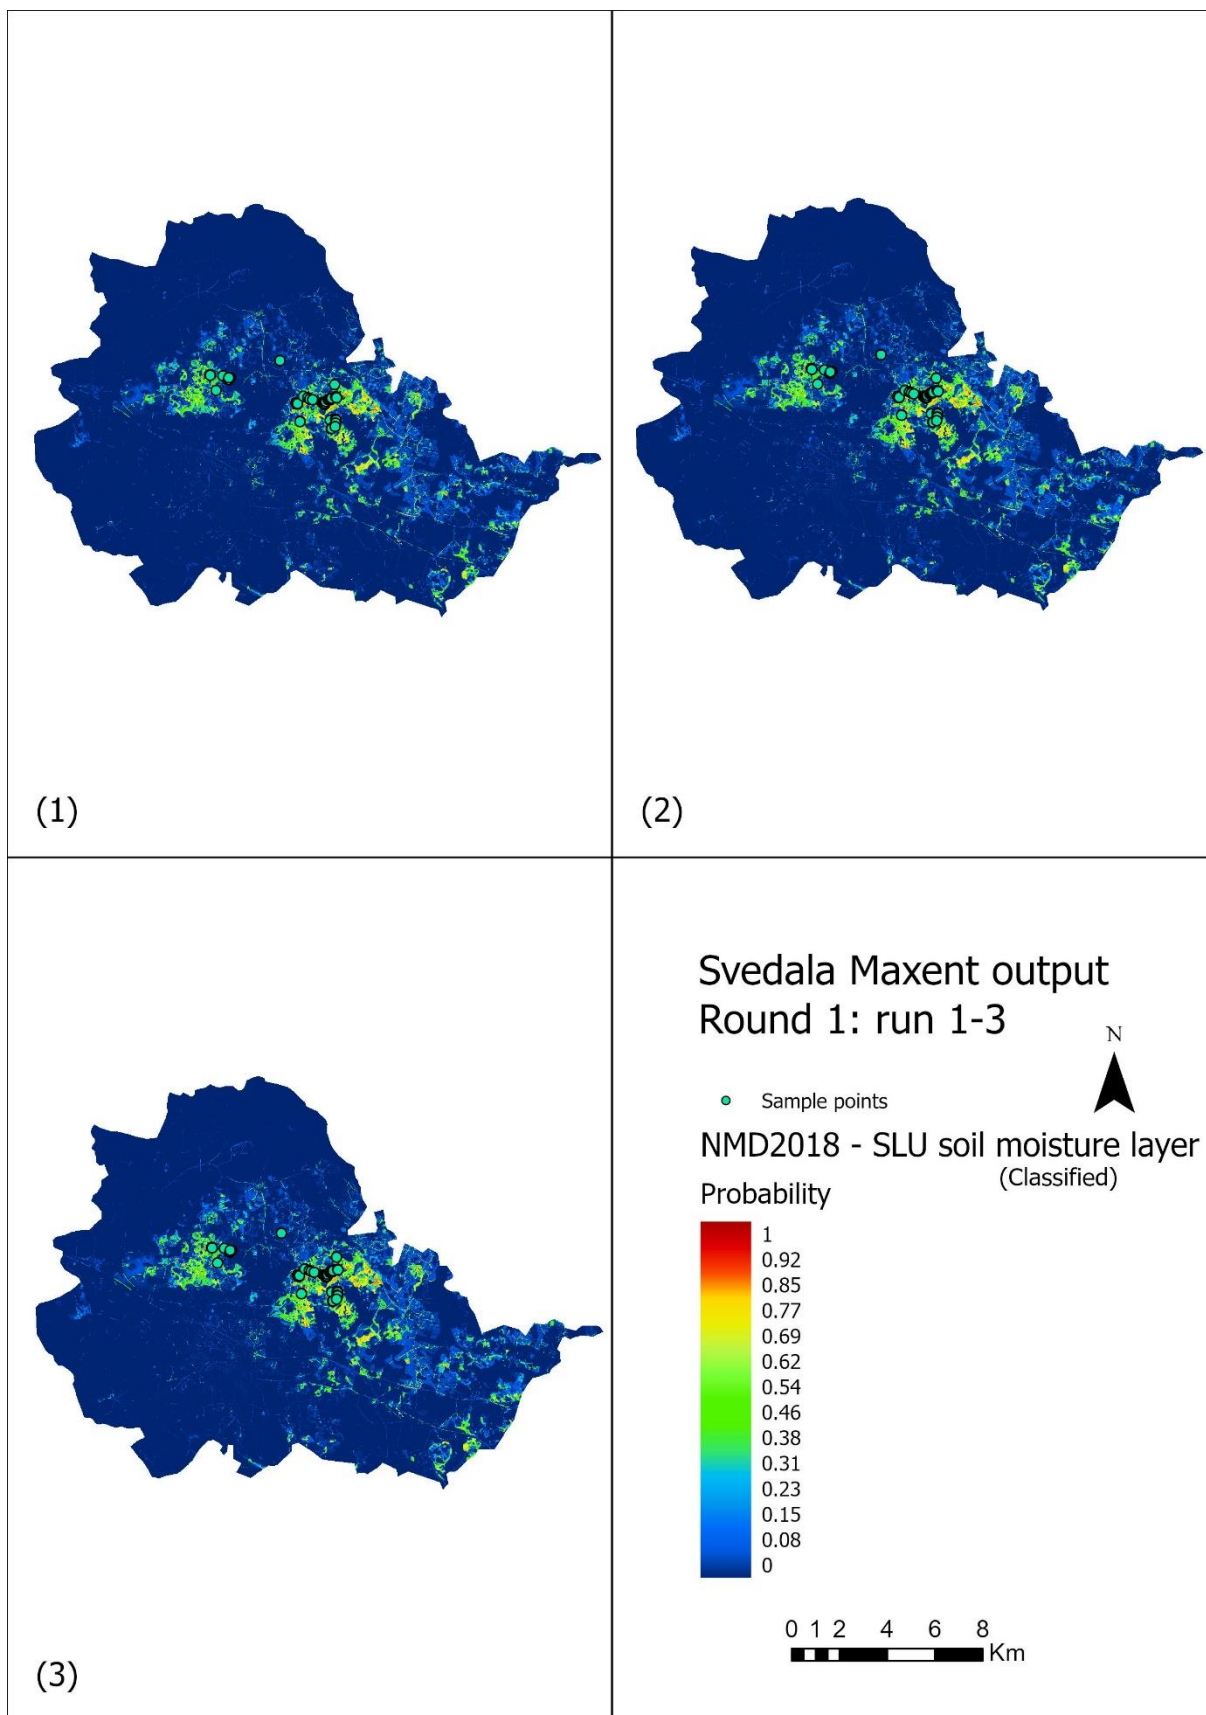 (1)
(2)
(3)
Svedala Maxent output
Round 1: run 1-3
N
Sample points
NMD2018 - SLU soil moisture layer
(Classified)
Probability
1
0.92
0.85
0.77
0.69
0.62
0.54
0.46
0.38
0.31
0.23
0.15
0.08
0
0 1 2 4 6 8
Km